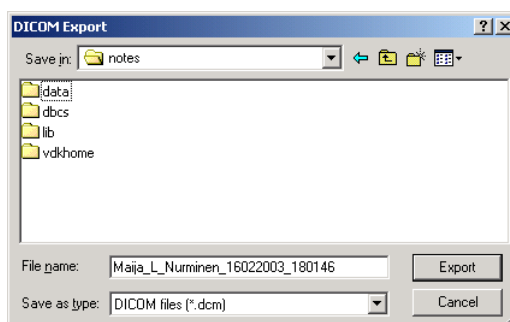 DICOM Export
Save in: notes
data
dbcs
lib
vdkhome
File name: Maija_L_Nurminen_16022003_180146 Export
Save as type: DICOM files (*.dcm) Cancel